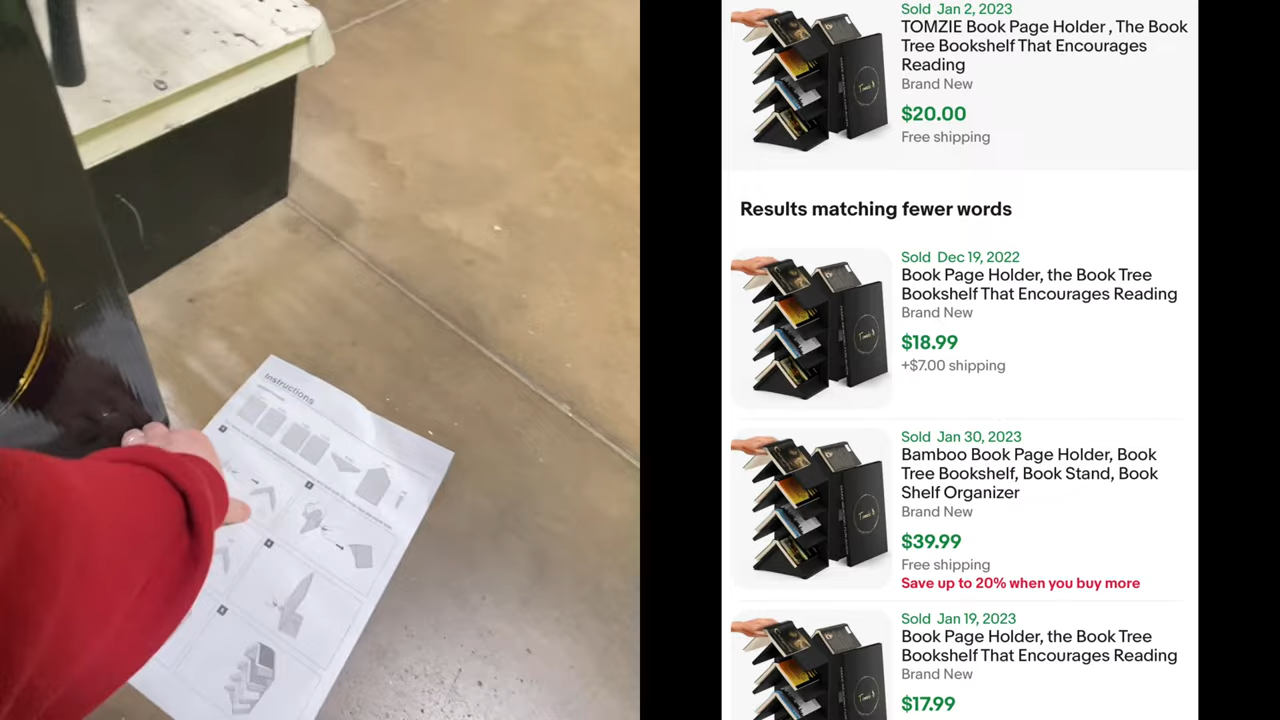 Instructions
Sold Jan 2, 2023
TOMZIE Book Page Holder , The Book
Tree Bookshelf That Encourages
Reading
Brand New
$20.00
Free shipping
Results matching fewer words
Sold Dec 19, 2022
Book Page Holder, the Book Tree
Bookshelf That Encourages Reading
Brand New
$18.99
+$7.00 shipping
Sold Jan 30, 2023
Bamboo Book Page Holder, Book
Tree Bookshelf, Book Stand, Book
Shelf Organizer
Brand New
$39.99
Free shipping
Save up to 20% when you buy more
Sold Jan 19, 2023
Book Page Holder, the Book Tree
Bookshelf That Encourages Reading
Brand New
$17.99